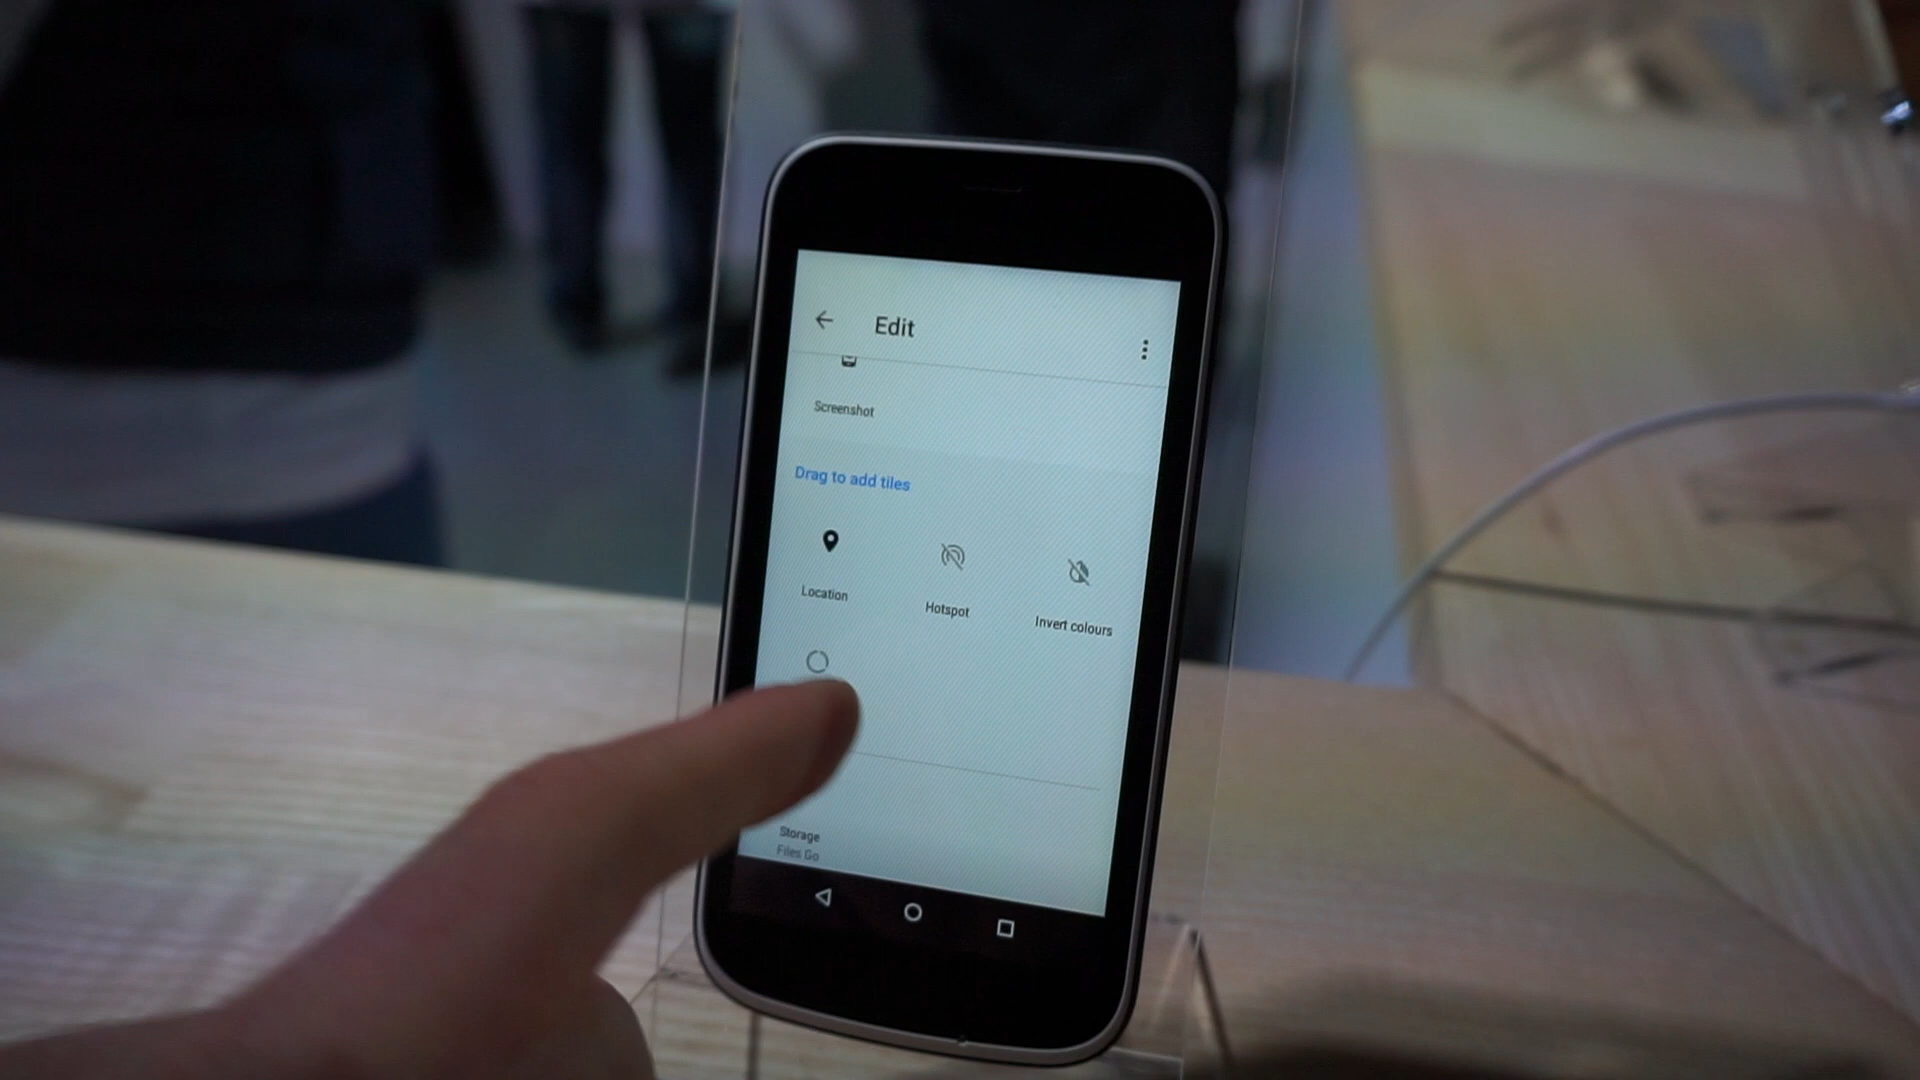 Edit
Screenshot
Drag to add tiles
Location
Hotspot
Invert colours
Storage
Files Go